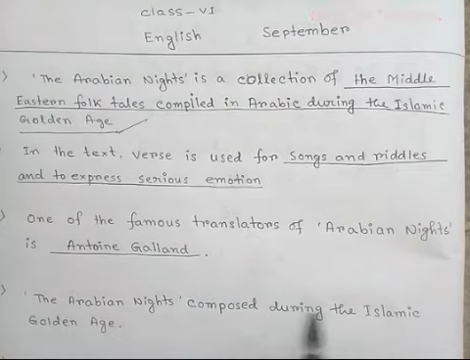 Class-VI
English September
) 'The Arabian Nights' is a collection of the Middle
Eastern folk tales compiled in Arabic during the Islamic
Golden Age
In the text, verse is used for songs and riddles
and to express serious emotion
) One of the famous translators of 'Arabian Nights'
is Antoine Galland.
) 'The Arabian Nights' composed during the Islamic
Golden Age.